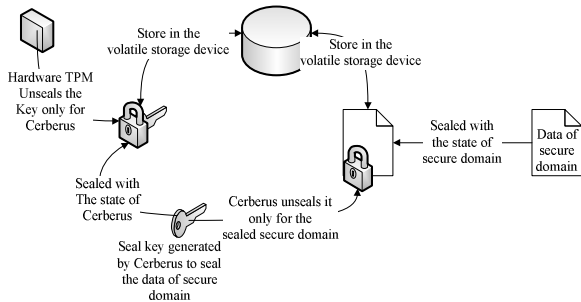 Store in the
volatile storage device
Store in the
volatile storage device
Hardware TPM
Unseals the
Key only for
Cerberus
Sealed with
the state of
secure domain
Data of
secure
domain
Sealed with
The state of
Cerberus
Cerberus unseals it
only for the
sealed secure domain
Seal key generated
by Cerberus to seal
the data of secure
domain